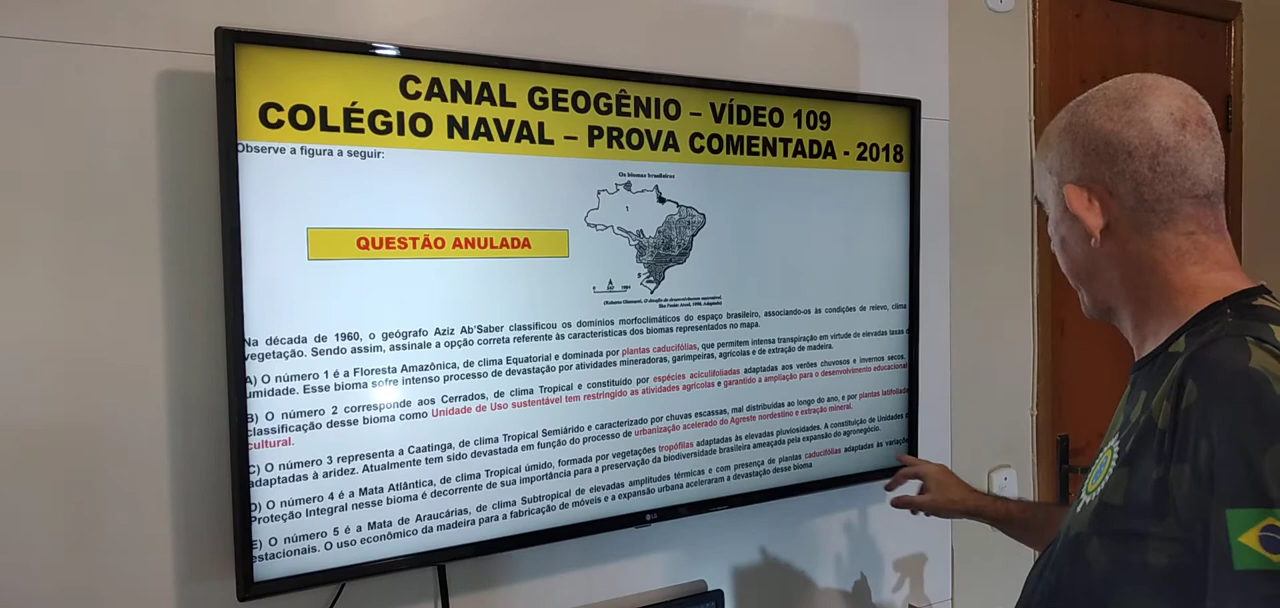 CANAL GEOGÊNIO – VÍDEO 109
COLÉGIO NAVAL – PROVA COMENTADA - 2018
Observe a figura a seguir:
Os biomas brasileiros
1
QUESTÃO ANULADA
Na década de 1960, o geógrafo Aziz Ab'Saber classificou os domínios morfoclimáticos do espaço brasileiro, associando-os às condições de relevo, clima
vegetação. Sendo assim, assinale a opção correta referente às características dos biomas representados no mapa.
A) O número 1 é a Floresta Amazônica, de clima Equatorial e dominada por plantas caducifólias, que permitem intensa transpiração em virtude de elevadas taxas
umidade. Esse bioma sofre intenso processo de devastação por atividades mineradoras, garimpeiras, agrícolas e de extração de madeira.
B) O número 2 corresponde aos Cerrados, de clima Tropical e constituído por espécies aciculifoliadas adaptadas aos verões chuvosos e invernos secos.
classificação desse bioma como Unidade de Uso sustentável tem restringido as atividades agrícolas e garantido a ampliação para o desenvolvimento educacional
cultural.
C) O número 3 representa a Caatinga, de clima Tropical Semiárido e caracterizado por chuvas escassas, mal distribuídas ao longo do ano, e por plantas latifoliada
adaptadas à aridez. Atualmente tem sido devastada em função do processo de urbanização acelerado do Agreste nordestino e extração mineral.
D) O número 4 é a Mata Atlântica, de clima Tropical úmido, formada por vegetações tropófilas adaptadas às elevadas pluviosidades. A constituição de Unidades
Proteção Integral nesse bioma é decorrente de sua importância para a preservação da biodiversidade brasileira ameaçada pela expansão do agronegócio.
E) O número 5 é a Mata de Araucárias, de clima Subtropical de elevadas amplitudes térmicas e com presença de plantas caducifólias adaptadas às variaçõe
estacionais. O uso econômico da madeira para a fabricação de móveis e a expansão urbana aceleraram a devastação desse bioma
LG